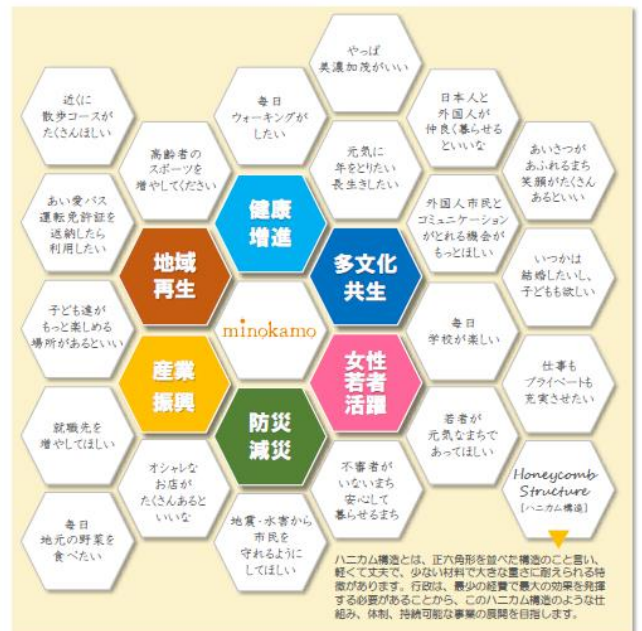 やっぱ
美濃加茂がいい
近くに
散歩コースが
たくさんほしい
毎日
ウォーキングが
したい
日本人と
外国人が
仲良く暮らせる
といいな
高齢者の
スポーツを
増やしてください
元気に
年をとりたい
長生きしたい
あいさつが
あふれるまち
笑顔がたくさん
あるといい
あい愛バス
運転免許証を
返納したら
利用したい
健康
増進
外国人市民と
コミュニケーション
がとれる機会が
もっとほしい
地域
再生
多文化
共生
いつかは
結婚したいし、
子どもも欲しい
子ども達が
もっと楽しめる
場所があるといい
minokamo
毎日
学校が楽しい
産業
振興
女性
若者
活躍
仕事も
プライベートも
充実させたい
就職先を
増やしてほしい
防災
減災
若者が
元気なまちで
あってほしい
オシャレな
お店が
たくさんあると
いいな
不審者が
いないまち
安心して
暮らせるまち
Honeycomb
Structure
[ハニカム構造]
毎日
地元の野菜を
食べたい
地震・水害から
市民を
守れるように
してほしい
ハニカム構造とは、正六角形を並べた構造のこと言い、
軽くて丈夫で、少ない材料で大きな重さに耐えられる特
徴があります。行政は、最少の経費で最大の効果を発揮
する必要があることから、このハニカム構造のような仕
組み、体制、持続可能な事業の展開を目指します。